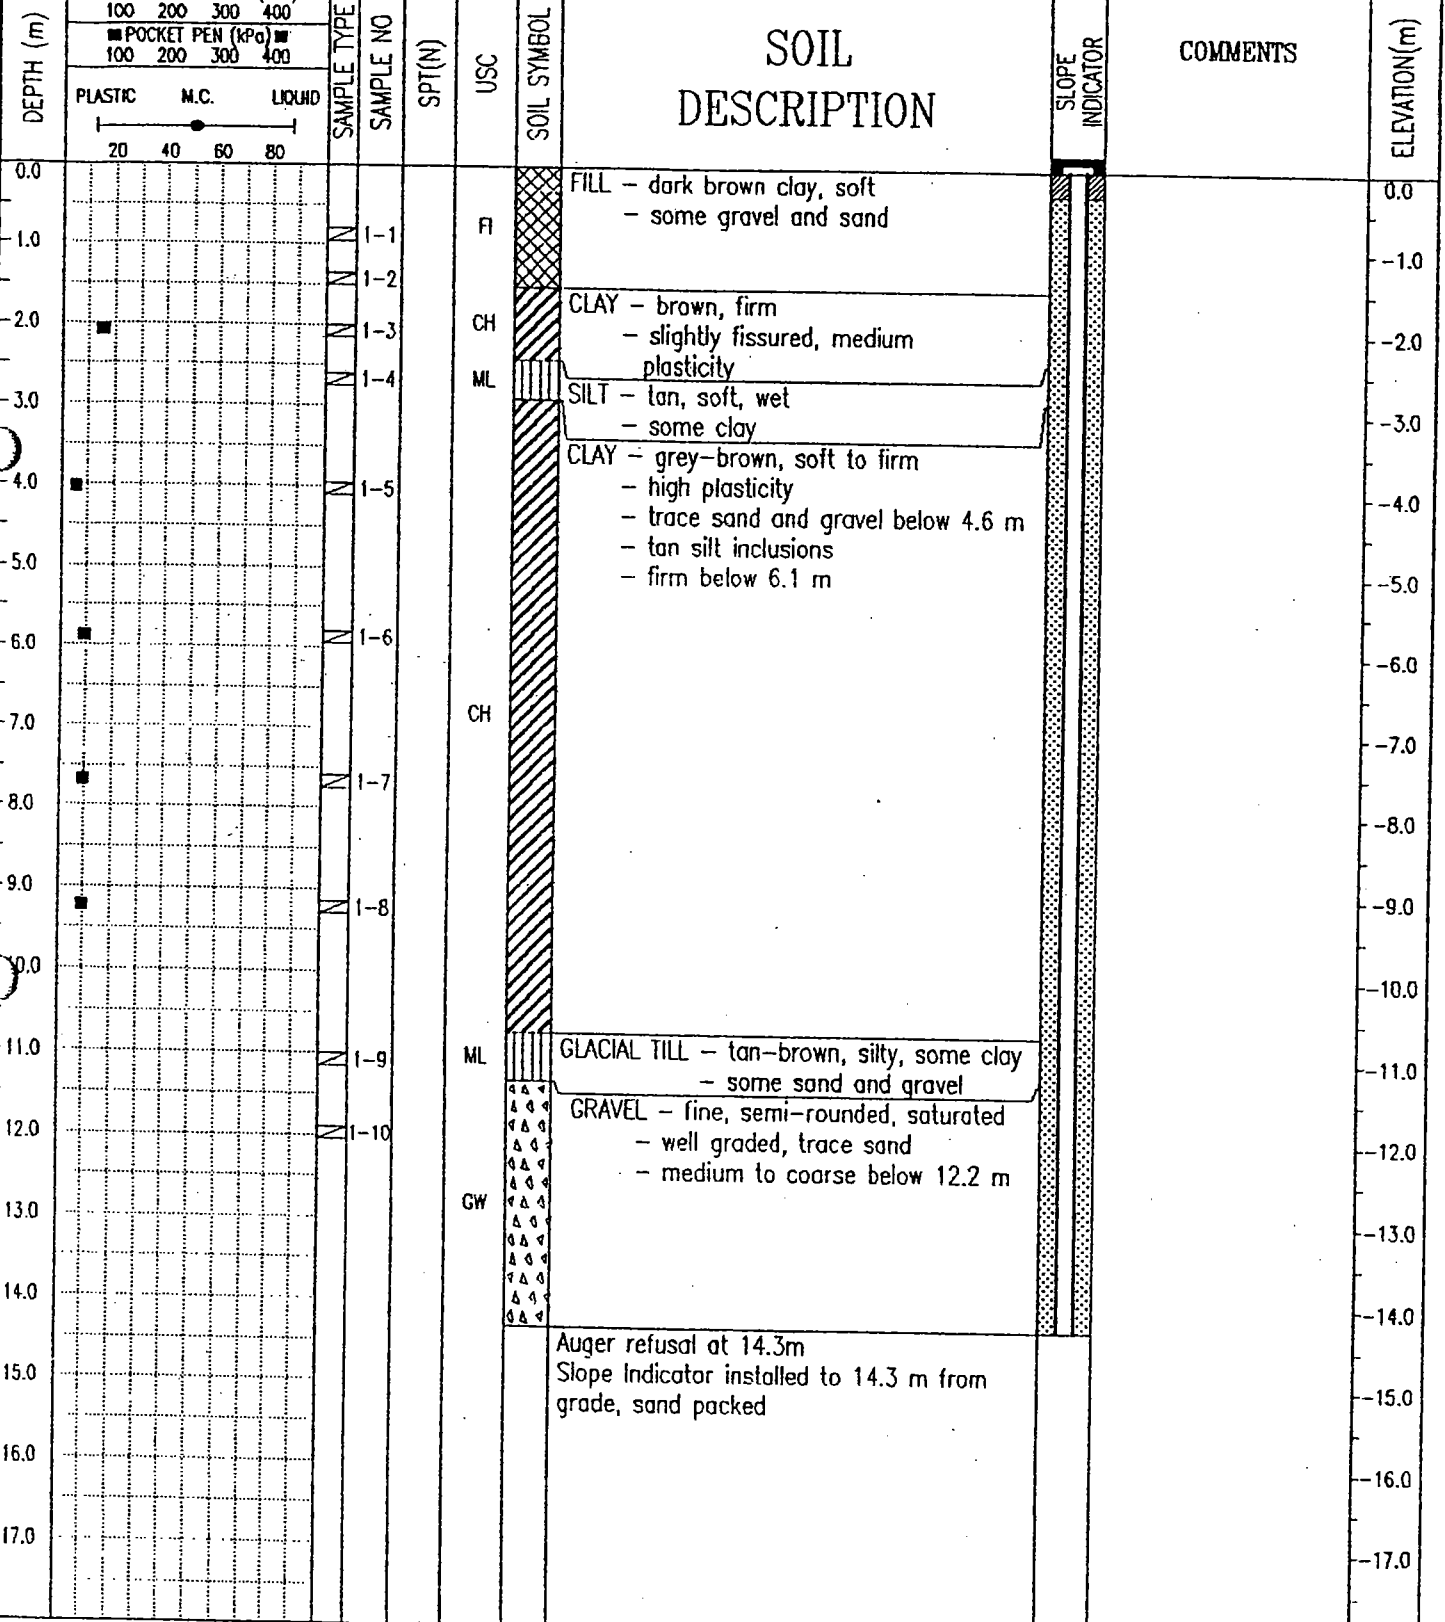 100 200 300 400
■ POCKET PEN (kPa) ■
100 200 300 400
PLASTIC M.C. LIQUID
20 40 60 80
DEPTH (m)
SAMPLE TYPE
SAMPLE NO
SPT(N)
USC
SOIL SYMBOL
SOIL
DESCRIPTION
SLOPE
INDICATOR
COMMENTS
ELEVATION(m)
0.0
1.0
2.0
3.0
4.0
5.0
6.0
7.0
8.0
9.0
10.0
11.0
12.0
13.0
14.0
15.0
16.0
17.0
1-1
1-2
1-3
1-4
1-5
1-6
1-7
1-8
1-9
1-10
FI
CH
ML
CH
ML
GW
FILL – dark brown clay, soft
– some gravel and sand
CLAY – brown, firm
– slightly fissured, medium
plasticity
SILT – tan, soft, wet
– some clay
CLAY – grey-brown, soft to firm
– high plasticity
– trace sand and gravel below 4.6 m
– tan silt inclusions
– firm below 6.1 m
GLACIAL TILL – tan-brown, silty, some clay
– some sand and gravel
GRAVEL – fine, semi-rounded, saturated
– well graded, trace sand
– medium to coarse below 12.2 m
Auger refusal at 14.3m
Slope Indicator installed to 14.3 m from
grade, sand packed
0.0
-1.0
-2.0
-3.0
-4.0
-5.0
-6.0
-7.0
-8.0
-9.0
-10.0
-11.0
-12.0
-13.0
-14.0
-15.0
-16.0
-17.0